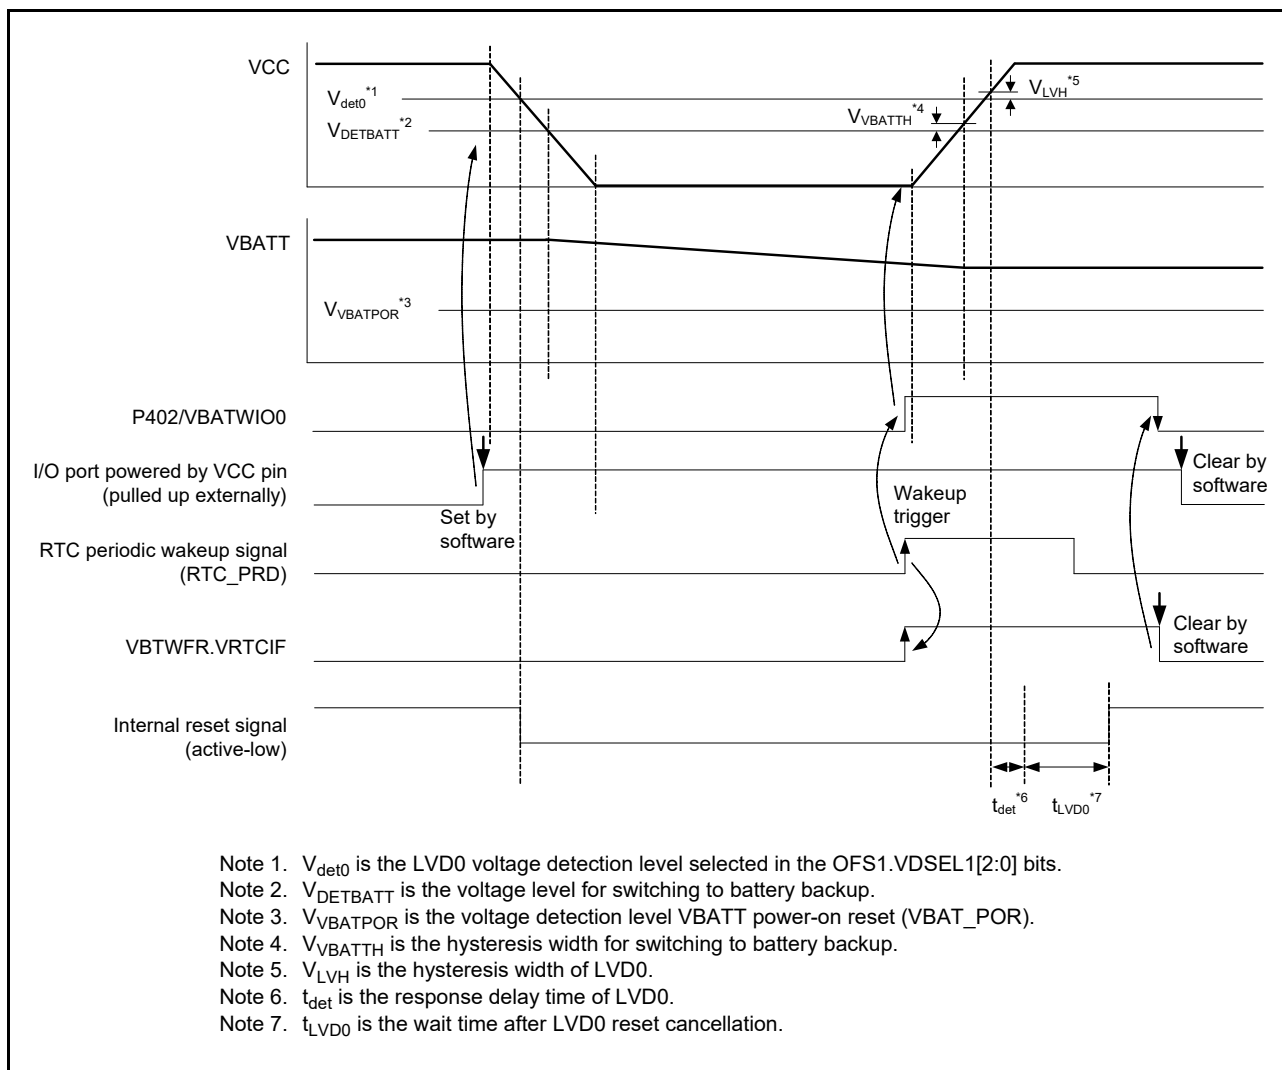 VCC
Vdet0*1
VDETBATT*2
VVBATTH*4
VLVH*5
VBATT
VVBATPOR*3
P402/VBATWIO0
I/O port powered by VCC pin
(pulled up externally)
Set by
software
Wakeup
trigger
Clear by
software
RTC periodic wakeup signal
(RTC_PRD)
VBTWFR.VRTCIF
Clear by
software
Internal reset signal
(active-low)
tdet*6
tLVD0*7
Note 1. Vdet0 is the LVD0 voltage detection level selected in the OFS1.VDSEL1[2:0] bits.
Note 2. VDETBATT is the voltage level for switching to battery backup.
Note 3. VVBATPOR is the voltage detection level VBATT power-on reset (VBAT_POR).
Note 4. VVBATTH is the hysteresis width for switching to battery backup.
Note 5. VLVH is the hysteresis width of LVD0.
Note 6. tdet is the response delay time of LVD0.
Note 7. tLVD0 is the wait time after LVD0 reset cancellation.